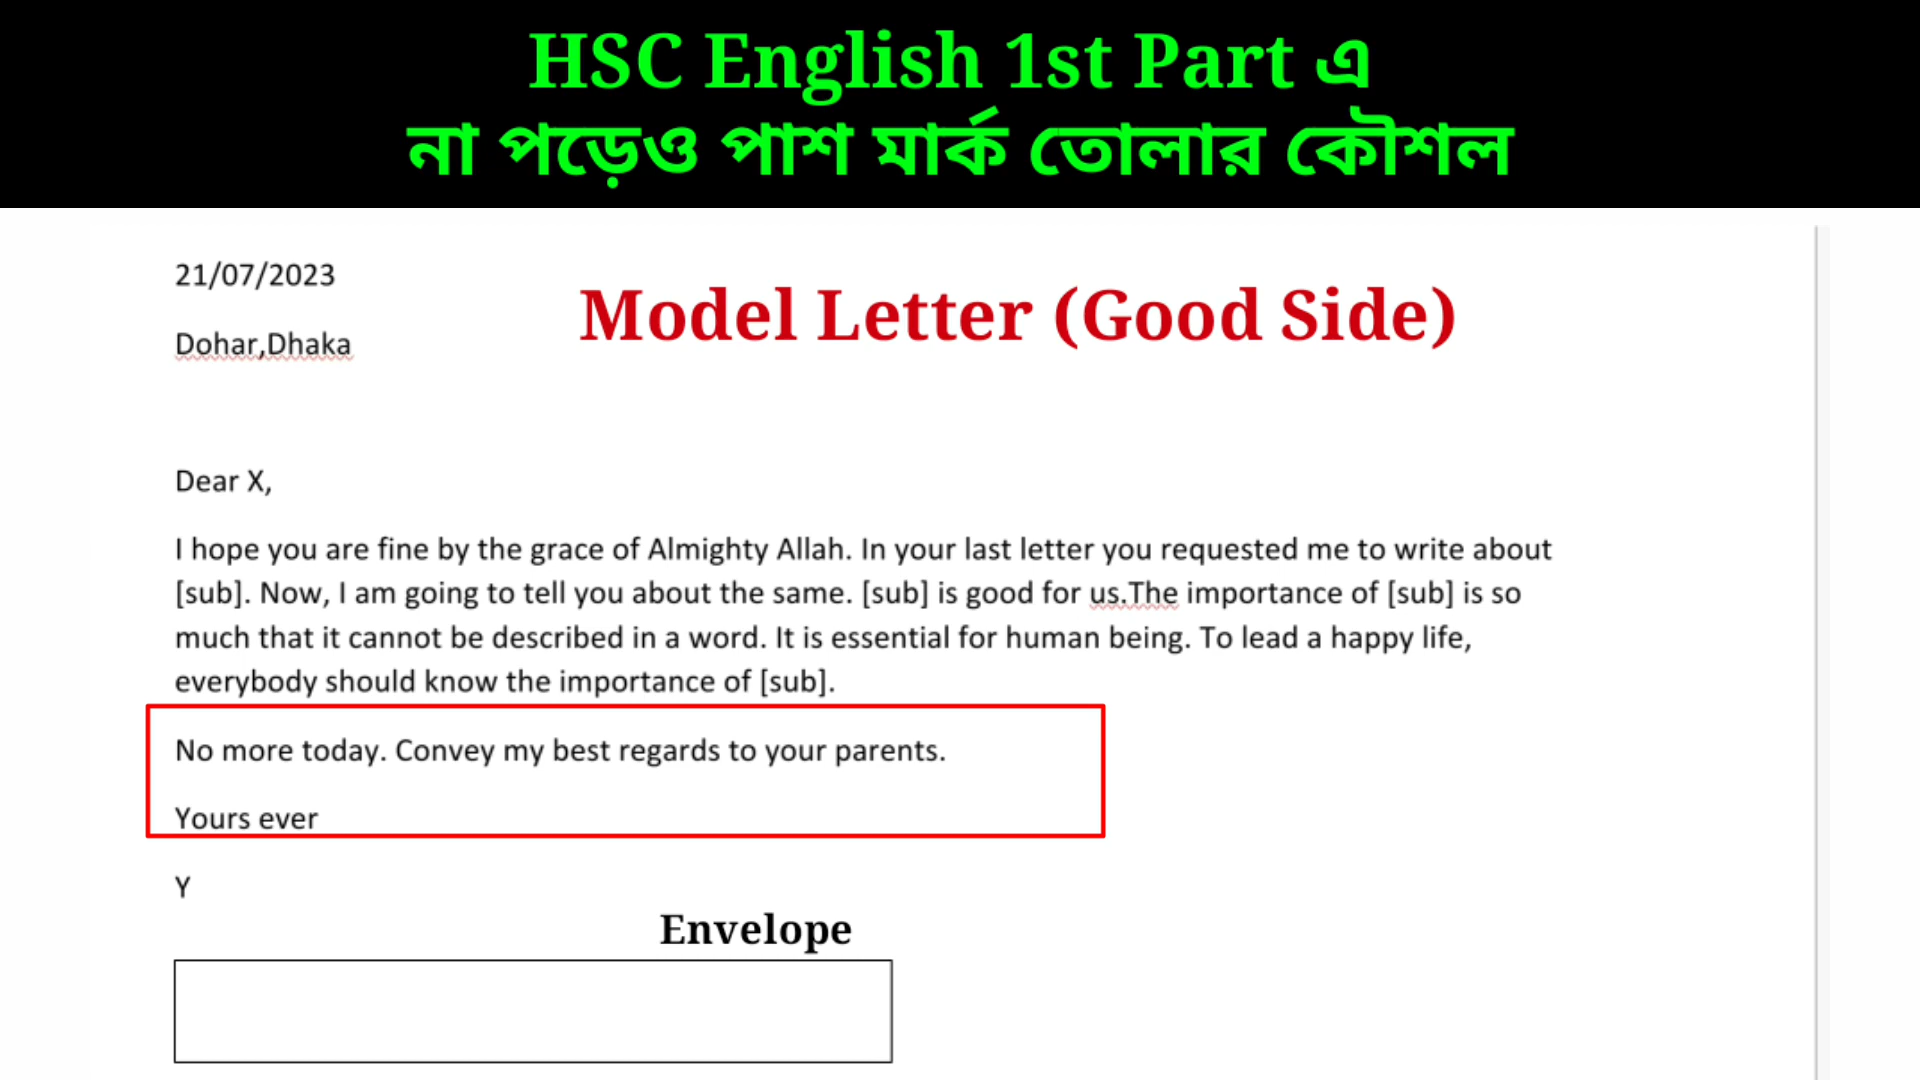 HSC English 1st Part এ
না পড়েও পাশ মার্ক তোলার কৌশল
21/07/2023
Model Letter (Good Side)
Dohar,Dhaka
Dear X,
I hope you are fine by the grace of Almighty Allah. In your last letter you requested me to write about
[sub]. Now, I am going to tell you about the same. [sub] is good for us.The importance of [sub] is so
much that it cannot be described in a word. It is essential for human being. To lead a happy life,
everybody should know the importance of [sub].
No more today. Convey my best regards to your parents.
Yours ever
Y
Envelope